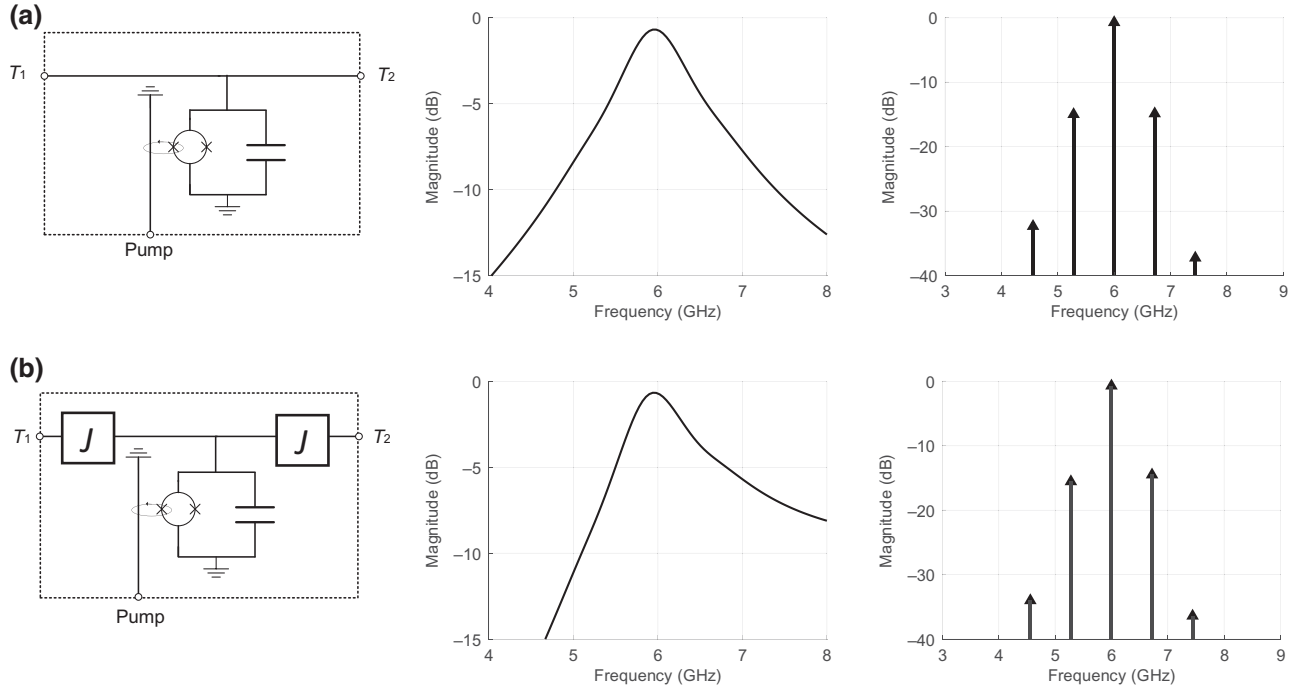 (a)
T1
T2
Pump
Magnitude (dB)
0
–5
–10
–15
4
5
6
7
8
Frequency (GHz)
Magnitude (dB)
0
–10
–20
–30
–40
3
4
5
6
7
8
9
Frequency (GHz)
(b)
T1
J
J
T2
Pump
Magnitude (dB)
0
–5
–10
–15
4
5
6
7
8
Frequency (GHz)
Magnitude (dB)
0
–10
–20
–30
–40
3
4
5
6
7
8
9
Frequency (GHz)